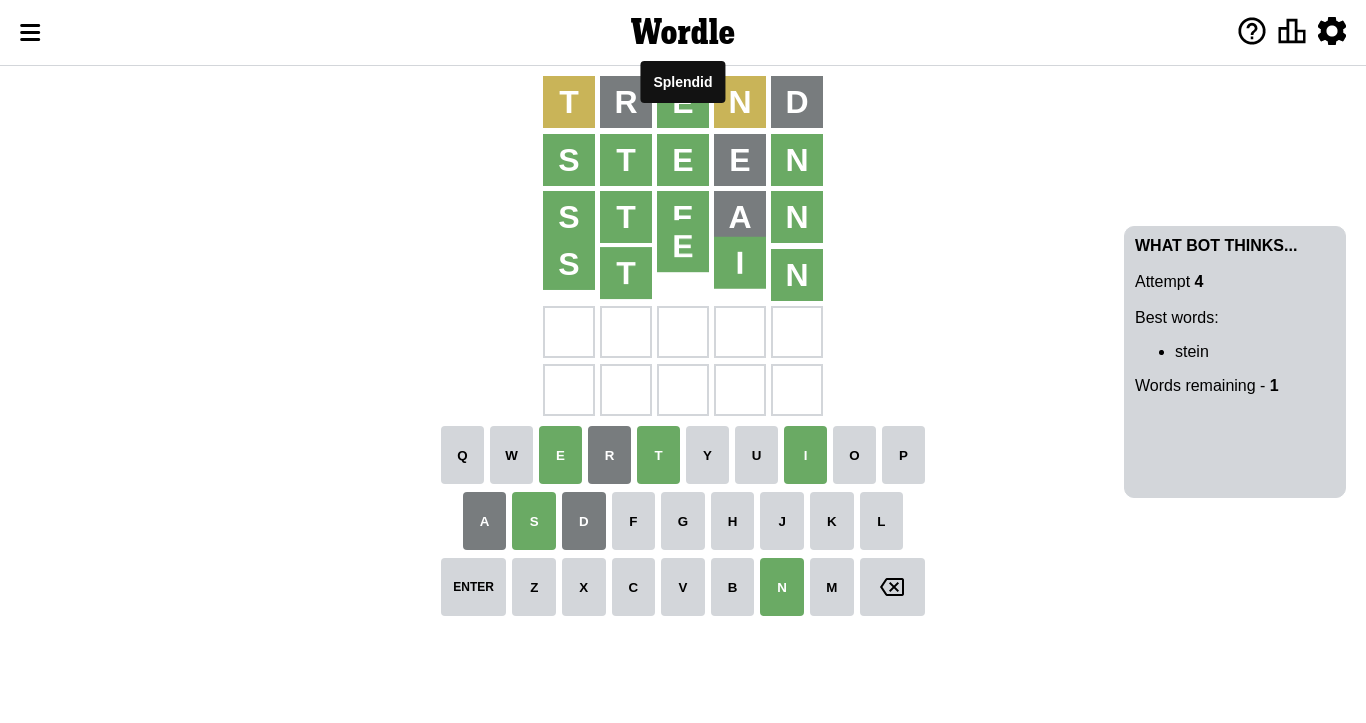 Wordle
Splendid
T R E N D
S T E E N
S T E A N
S T E I N
WHAT BOT THINKS...
Attempt 4
Best words:
• stein
Words remaining - 1
Q W E R T Y U I O P
A S D F G H J K L
ENTER Z X C V B N M